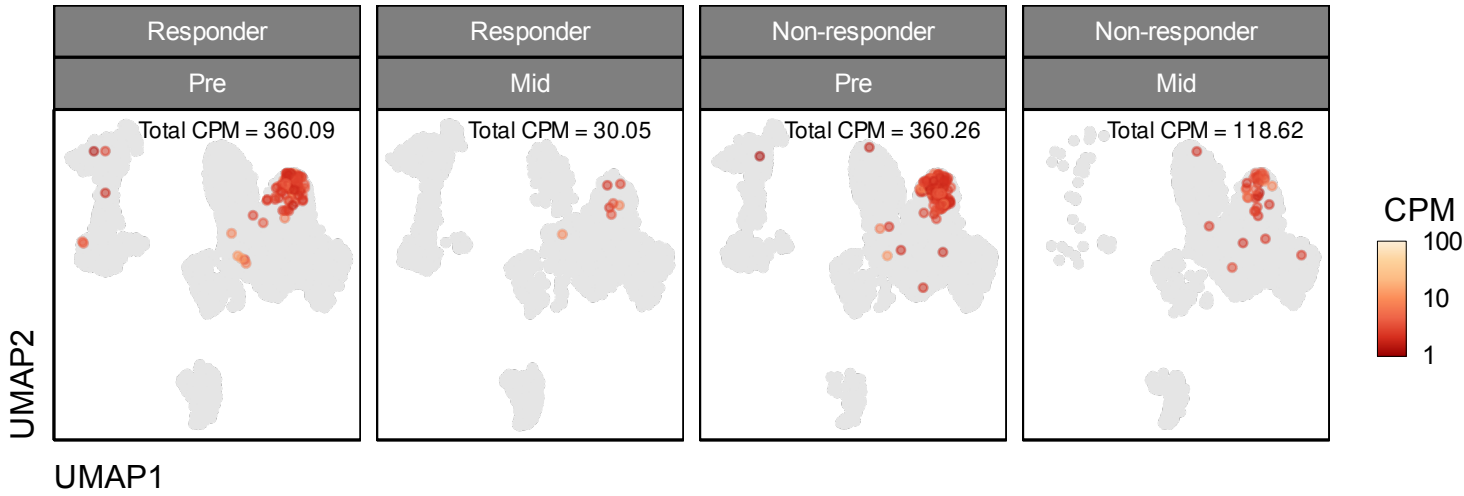 Responder
Responder
Non-responder
Non-responder
Pre
Mid
Pre
Mid
Total CPM = 360.09
Total CPM = 30.05
Total CPM = 360.26
Total CPM = 118.62
CPM
100
10
1
UMAP2
UMAP1